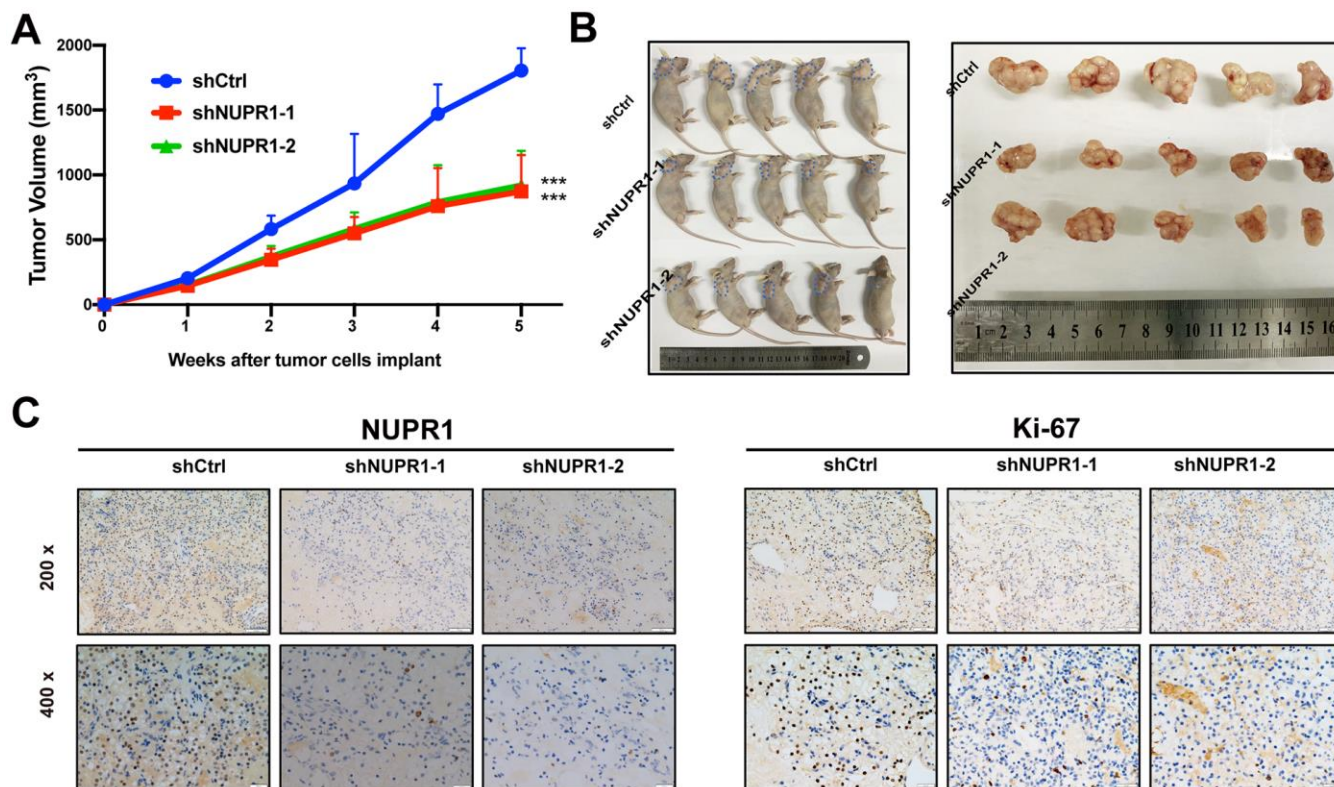 A
2000
1500
1000
500
0
Tumor Volume (mm³)
shCtrl
shNUPR1-1
shNUPR1-2
***
***
0 1 2 3 4 5
Weeks after tumor cells implant
B
shCtrl
shNUPR1-1
shNUPR1-2
shCtrl
shNUPR1-1
shNUPR1-2
1 cm 2 3 4 5 6 7 8 9 10 11 12 13 14 15 16
C
NUPR1
shCtrl shNUPR1-1 shNUPR1-2
Ki-67
shCtrl shNUPR1-1 shNUPR1-2
200 x
400 x